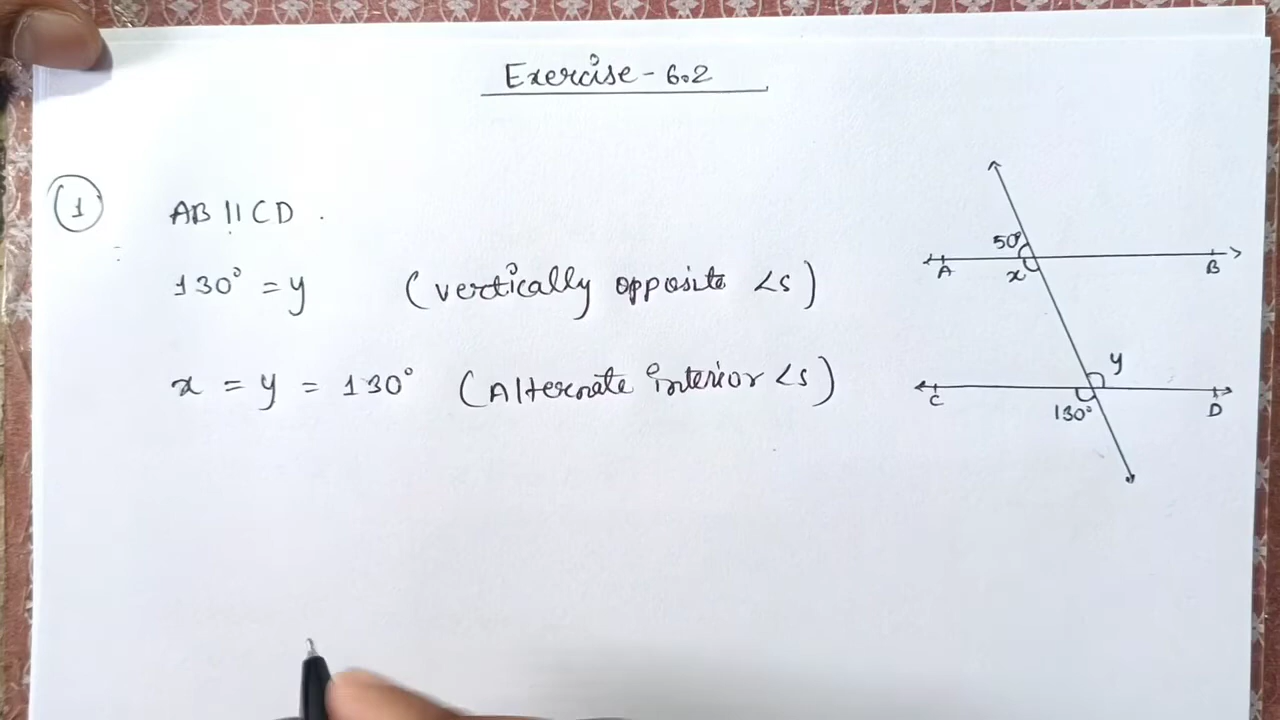 Exercise - 6.2
1
AB || CD .
130° = y (vertically opposite ∠s)
x = y = 130° (Alternate interior ∠s)
50°
A
B
x
y
C
D
130°